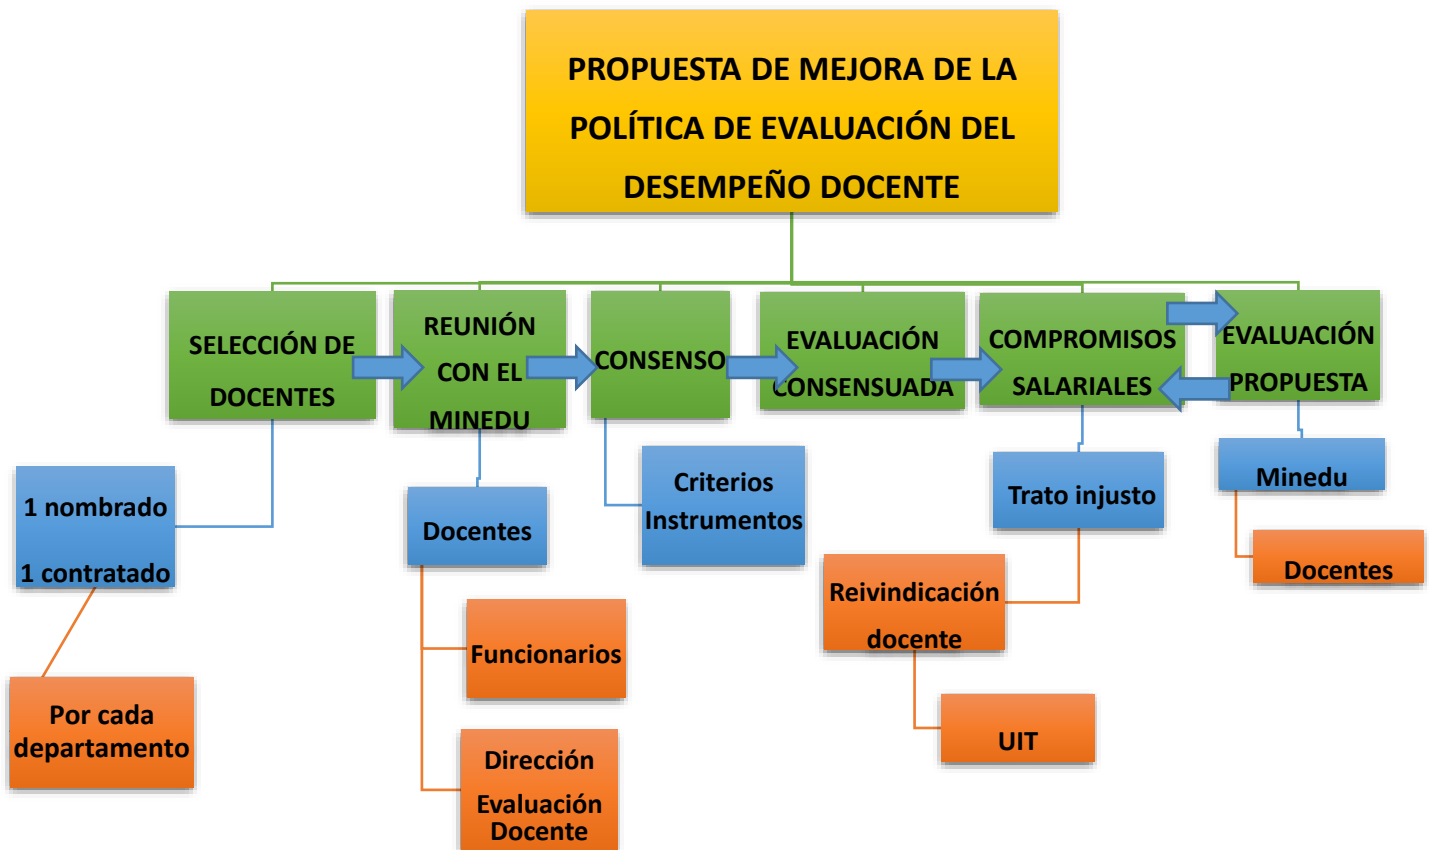 PROPUESTA DE MEJORA DE LA
POLÍTICA DE EVALUACIÓN DEL
DESEMPEÑO DOCENTE
SELECCIÓN DE
DOCENTES
REUNIÓN
CON EL
MINEDU
CONSENSO
EVALUACIÓN
CONSENSUADA
COMPROMISOS
SALARIALES
EVALUACIÓN
PROPUESTA
1 nombrado
1 contratado
Por cada
departamento
Docentes
Funcionarios
Dirección
Evaluación
Docente
Criterios
Instrumentos
Trato injusto
Reivindicación
docente
UIT
Minedu
Docentes